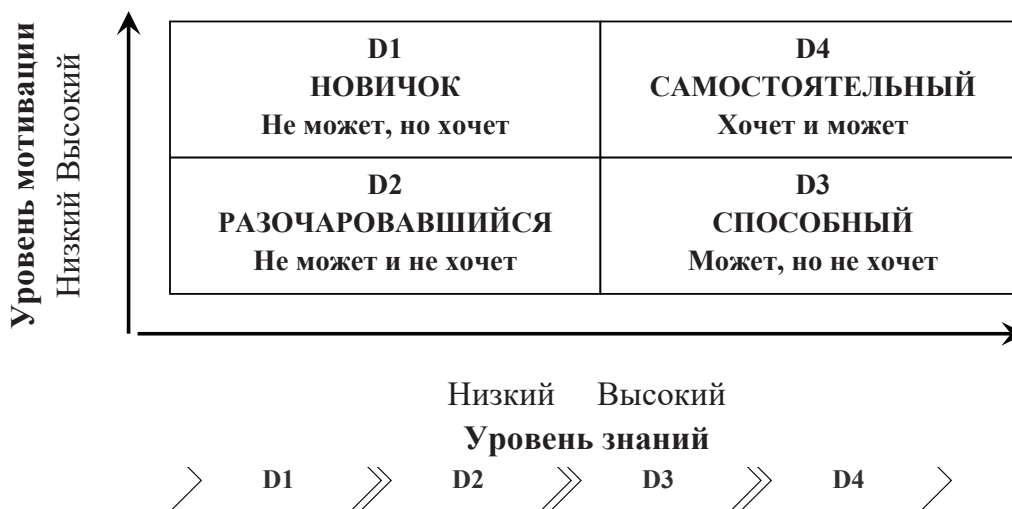 Уровень мотивации
Низкий Высокий
D1
НОВИЧОК
Не может, но хочет
D4
САМОСТОЯТЕЛЬНЫЙ
Хочет и может
D2
РАЗОЧАРОВАВШИЙСЯ
Не может и не хочет
D3
СПОСОБНЫЙ
Может, но не хочет
Низкий Высокий
Уровень знаний
D1 D2 D3 D4